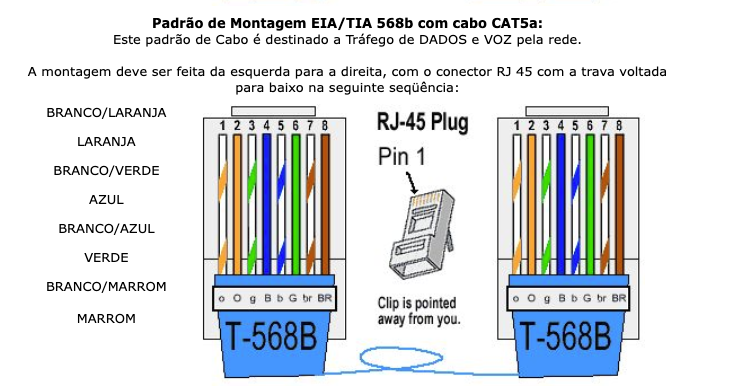 Padrão de Montagem EIA/TIA 568b com cabo CAT5a:
Este padrão de Cabo é destinado a Tráfego de DADOS e VOZ pela rede.
A montagem deve ser feita da esquerda para a direita, com o conector RJ 45 com a trava voltada
para baixo na seguinte seqüência:
BRANCO/LARANJA
LARANJA
BRANCO/VERDE
AZUL
BRANCO/AZUL
VERDE
BRANCO/MARROM
MARROM
1 2 3 4 5 6 7 8
o O g B b G br BR
T-568B
RJ-45 Plug
Pin 1
Clip is pointed
away from you.
1 2 3 4 5 6 7 8
o O g B b G br BR
T-568B